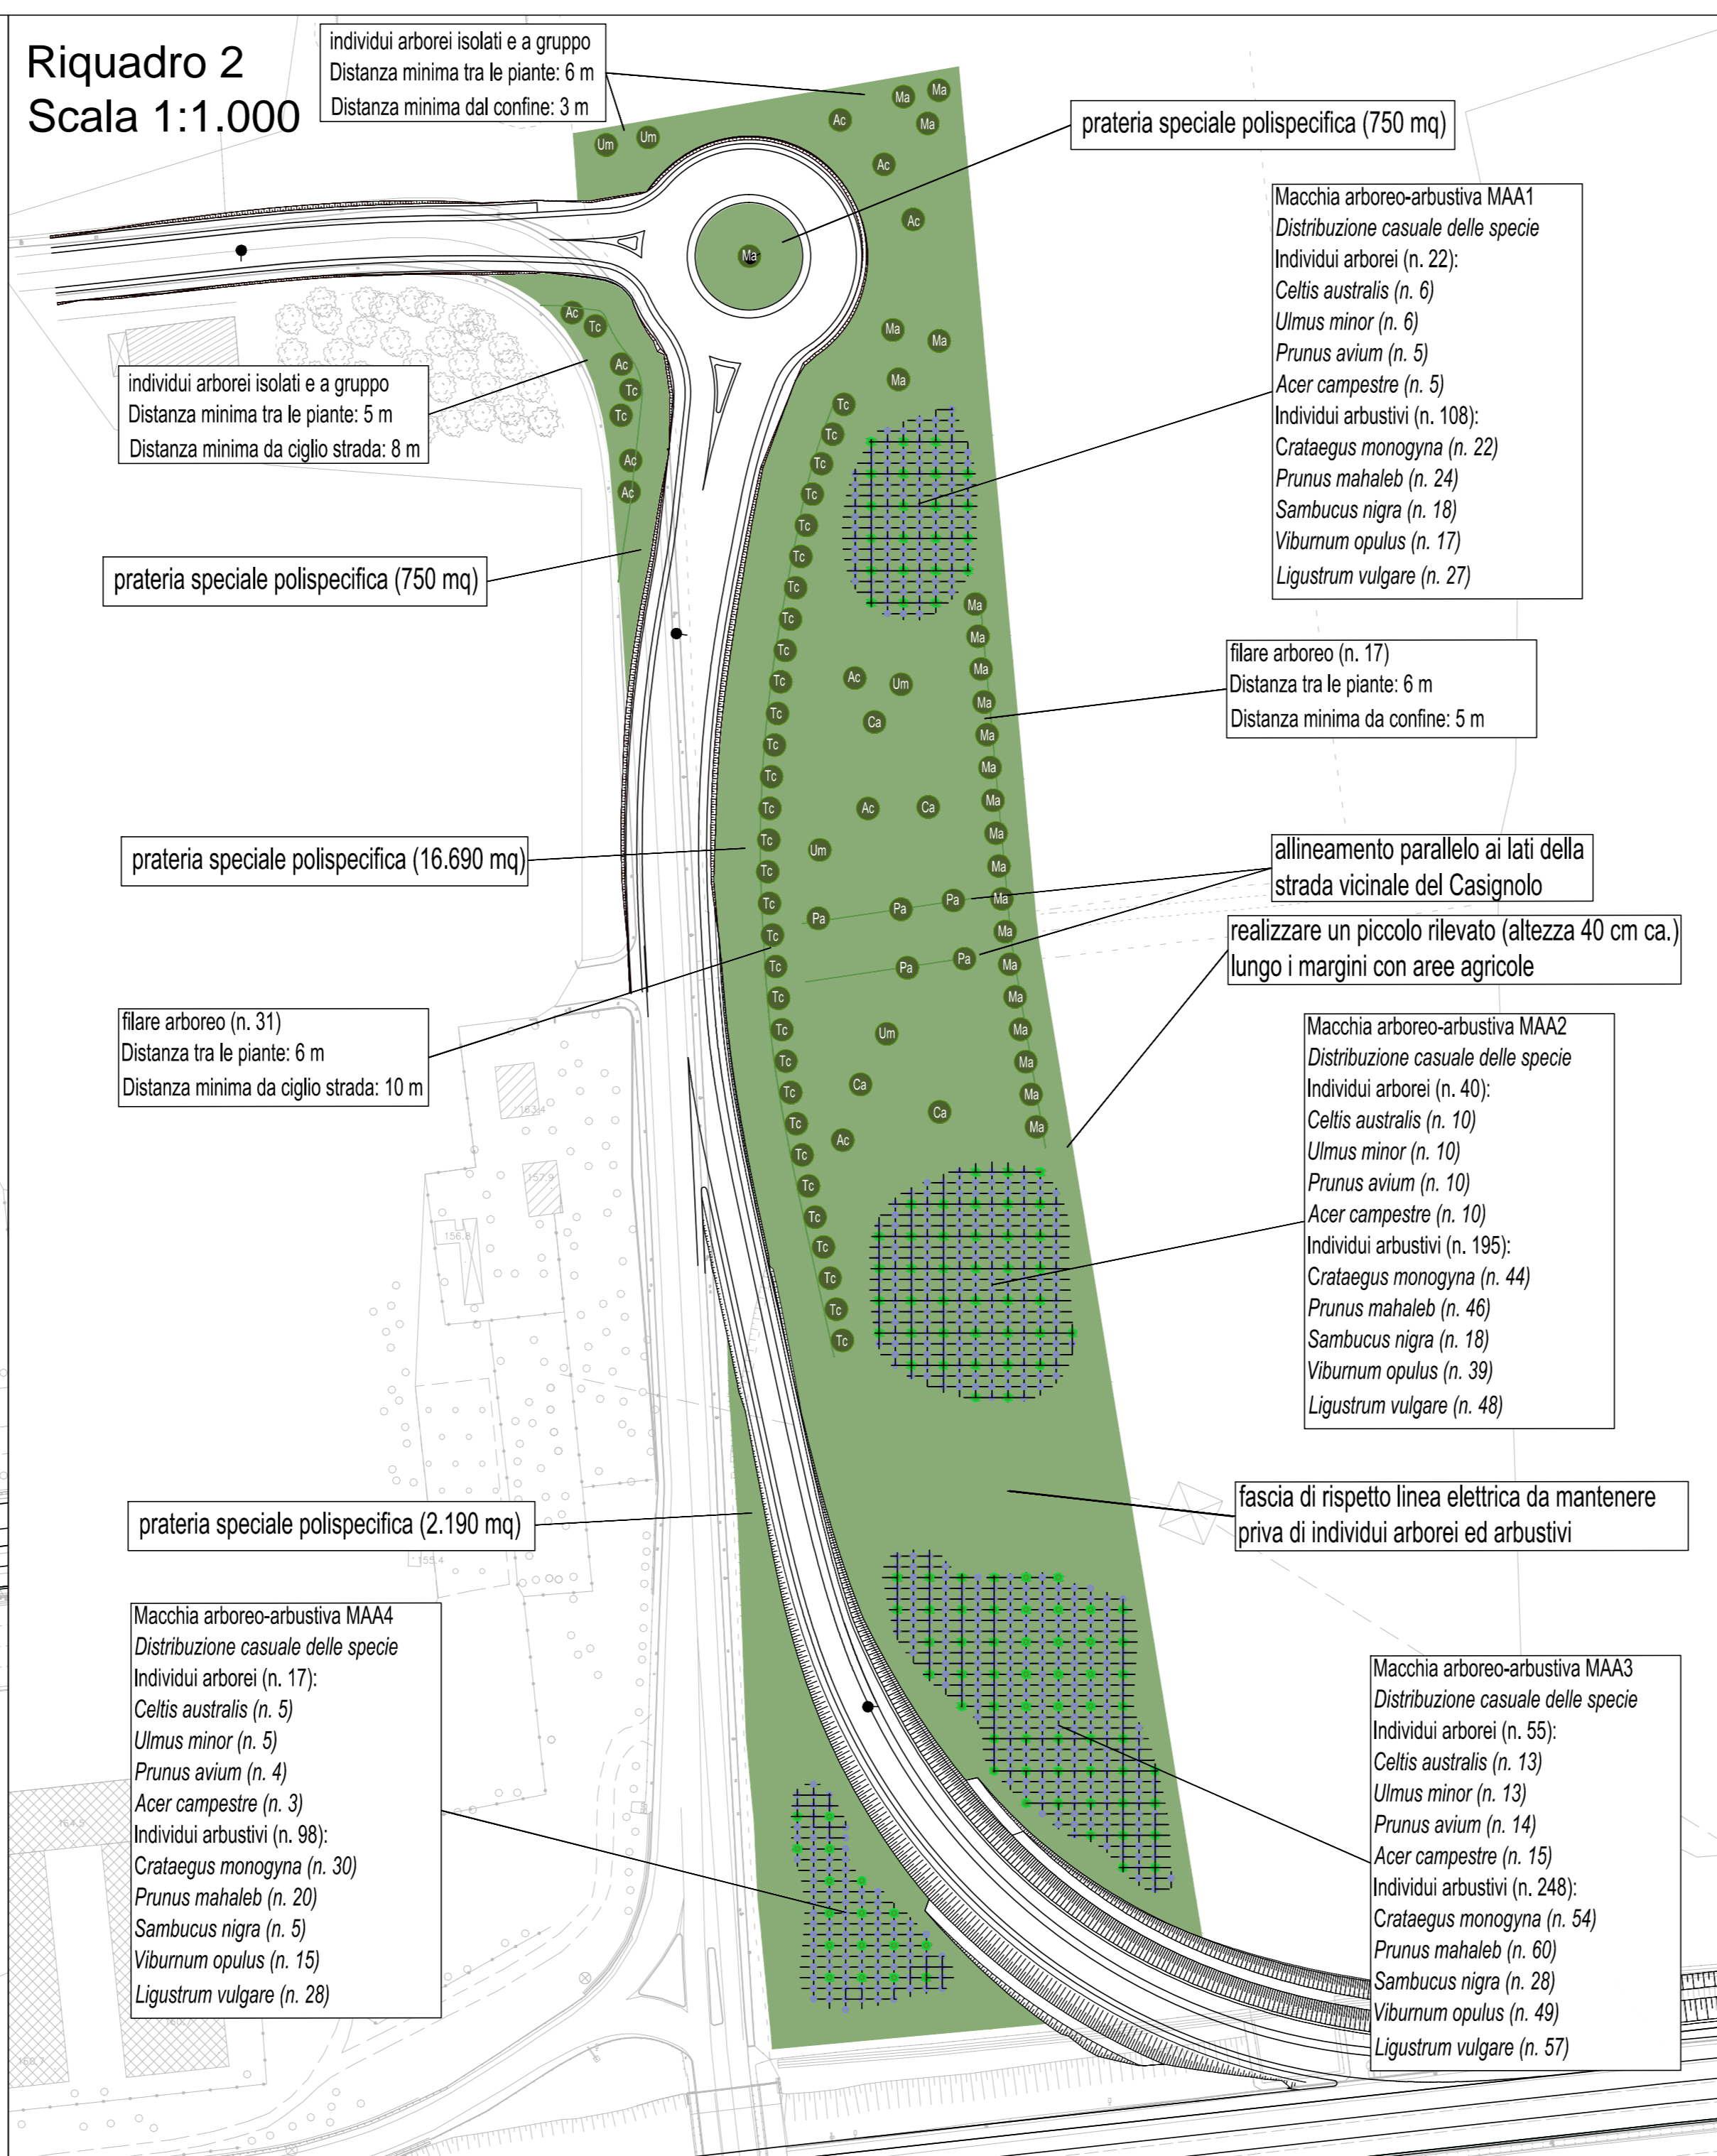 Riquadro 2
Scala 1:1.000
individui arborei isolati e a gruppo
Distanza minima tra le piante: 6 m
Distanza minima dal confine: 3 m
prateria speciale polispecifica (750 mq)
Macchia arboreo-arbustiva MAA1
Distribuzione casuale delle specie
Individui arborei (n. 22):
Celtis australis (n. 6)
Ulmus minor (n. 6)
Prunus avium (n. 5)
Acer campestre (n. 5)
Individui arbustivi (n. 108):
Crataegus monogyna (n. 22)
Prunus mahaleb (n. 24)
Sambucus nigra (n. 18)
Viburnum opulus (n. 17)
Ligustrum vulgare (n. 27)
individui arborei isolati e a gruppo
Distanza minima tra le piante: 5 m
Distanza minima da ciglio strada: 8 m
prateria speciale polispecifica (750 mq)
filare arboreo (n. 17)
Distanza tra le piante: 6 m
Distanza minima da confine: 5 m
prateria speciale polispecifica (16.690 mq)
allineamento parallelo ai lati della
strada vicinale del Casignolo
realizzare un piccolo rilevato (altezza 40 cm ca.)
lungo i margini con aree agricole
filare arboreo (n. 31)
Distanza tra le piante: 6 m
Distanza minima da ciglio strada: 10 m
Macchia arboreo-arbustiva MAA2
Distribuzione casuale delle specie
Individui arborei (n. 40):
Celtis australis (n. 10)
Ulmus minor (n. 10)
Prunus avium (n. 10)
Acer campestre (n. 10)
Individui arbustivi (n. 195):
Crataegus monogyna (n. 44)
Prunus mahaleb (n. 46)
Sambucus nigra (n. 18)
Viburnum opulus (n. 39)
Ligustrum vulgare (n. 48)
prateria speciale polispecifica (2.190 mq)
fascia di rispetto linea elettrica da mantenere
priva di individui arborei ed arbustivi
Macchia arboreo-arbustiva MAA4
Distribuzione casuale delle specie
Individui arborei (n. 17):
Celtis australis (n. 5)
Ulmus minor (n. 5)
Prunus avium (n. 4)
Acer campestre (n. 3)
Individui arbustivi (n. 98):
Crataegus monogyna (n. 30)
Prunus mahaleb (n. 20)
Sambucus nigra (n. 5)
Viburnum opulus (n. 15)
Ligustrum vulgare (n. 28)
Macchia arboreo-arbustiva MAA3
Distribuzione casuale delle specie
Individui arborei (n. 55):
Celtis australis (n. 13)
Ulmus minor (n. 13)
Prunus avium (n. 14)
Acer campestre (n. 15)
Individui arbustivi (n. 248):
Crataegus monogyna (n. 54)
Prunus mahaleb (n. 60)
Sambucus nigra (n. 28)
Viburnum opulus (n. 49)
Ligustrum vulgare (n. 57)